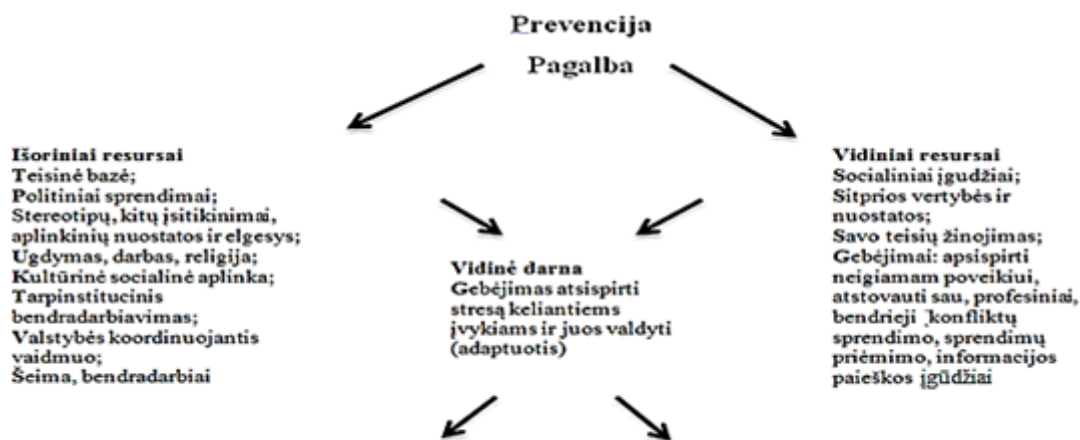 Prevencija
Pagalba
Išoriniai resursai
Teisinė bazė;
Politiniai sprendimai;
Stereotipų, kitų įsitikinimai,
aplinkinių nuostatos ir elgesys;
Ugdymas, darbas, religija;
Kultūrinė socialinė aplinka;
Tarpinstitucinis
bendradarbiavimas;
Valstybės koordinuojantis
vaidmuo;
Šeima, bendradarbiai
Vidinė darna
Gebėjimas atsispirti
stresą keliantiems
įvykiams ir juos valdyti
(adaptuotis)
Vidiniai resursai
Socialiniai įgudžiai;
Sitprios vertybės ir
nuostatos;
Savo teisių žinojimas;
Gebėjimai: apsispirti
neigiamam poveikiui,
atstovauti sau, profesiniai,
bendrieji konfliktų
sprendimo, sprendimų
priėmimo, informacijos
paieškos įgūdžiai